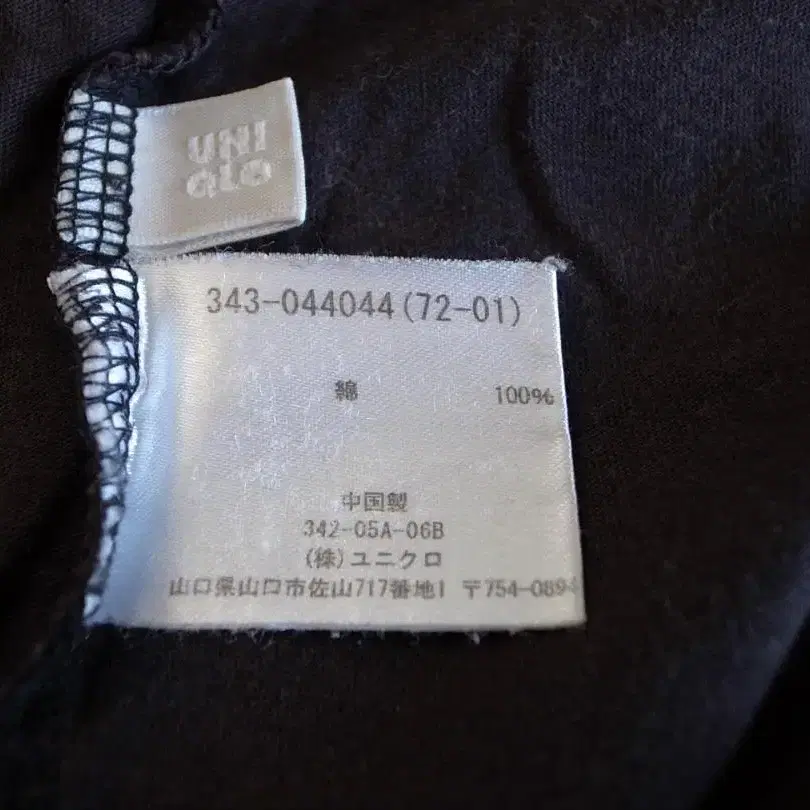 UNI
QLO
343-044044(72-01)
綿 100%
中国製
342-05A-06B
(株)ユニクロ
山口県山口市佐山717番地1 〒754-0894